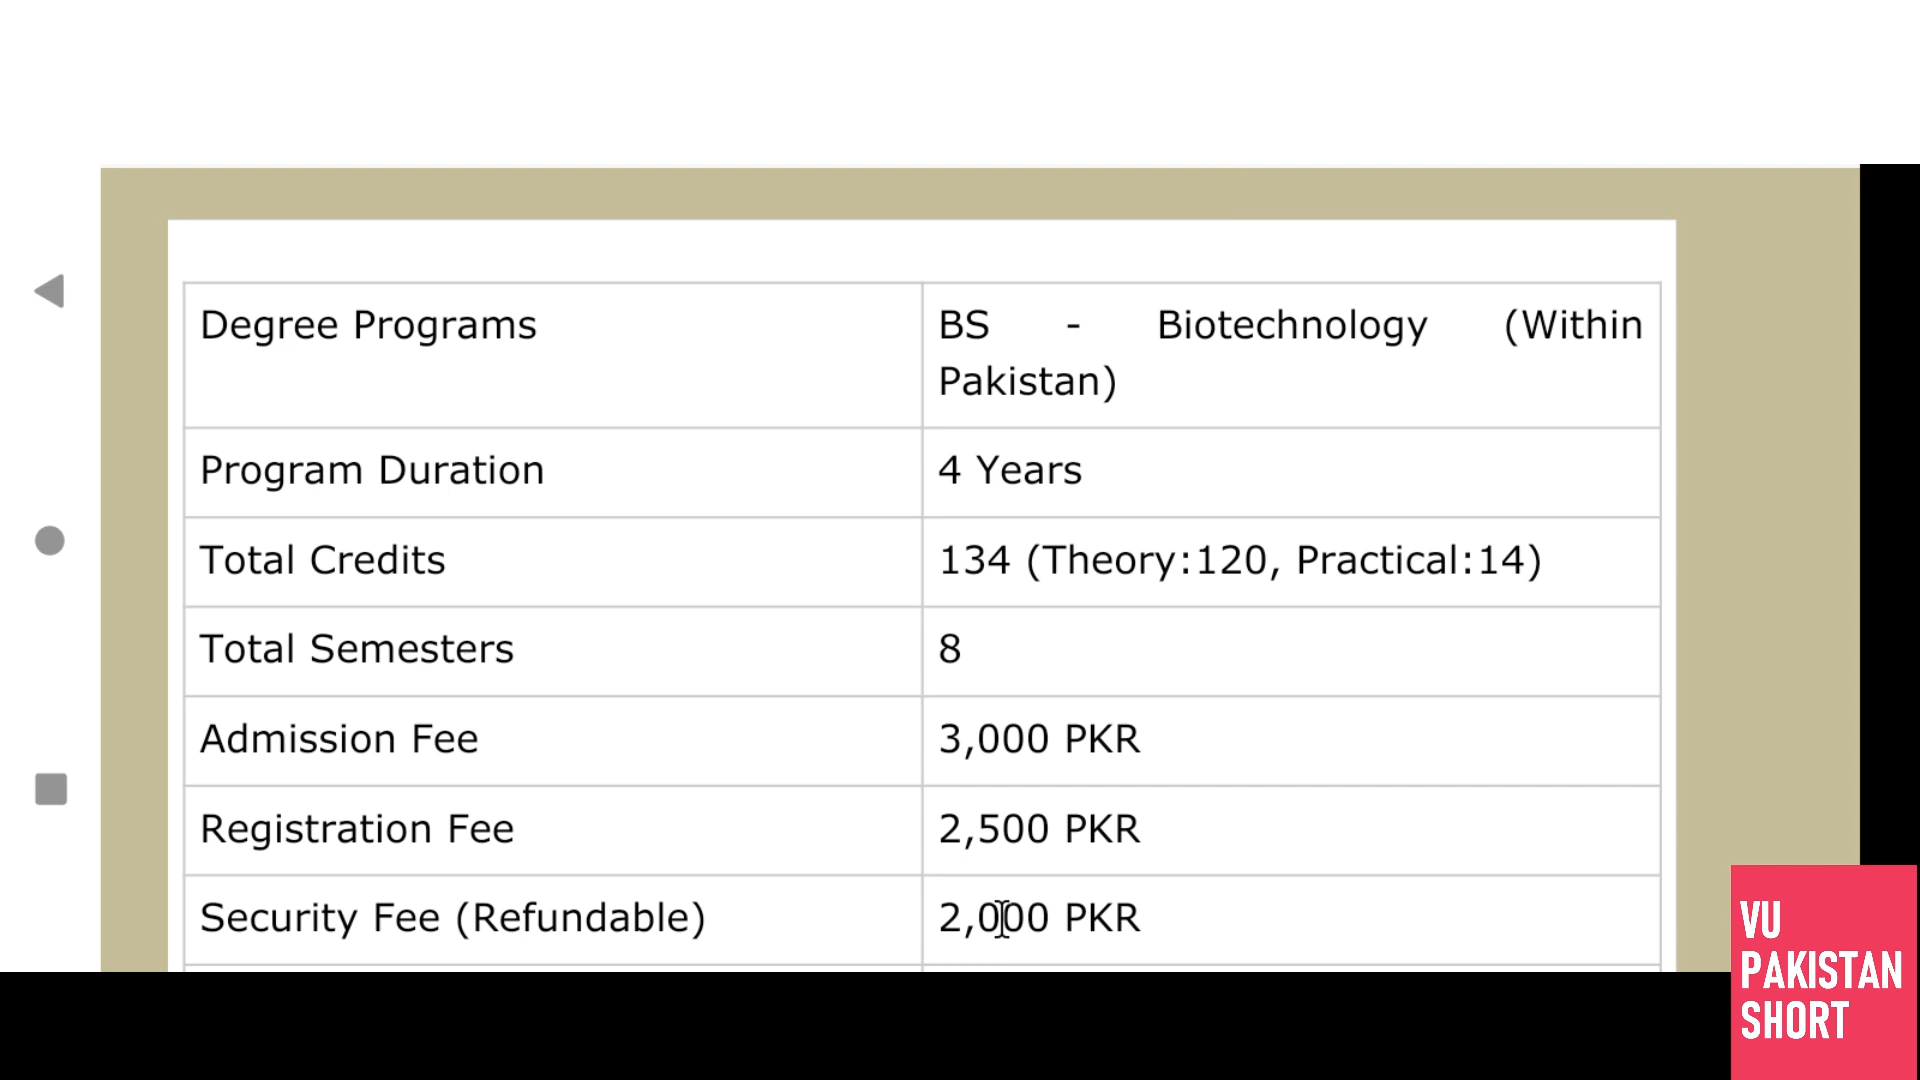 Degree Programs
BS - Biotechnology (Within
Pakistan)
Program Duration
4 Years
Total Credits
134 (Theory:120, Practical:14)
Total Semesters
8
Admission Fee
3,000 PKR
Registration Fee
2,500 PKR
Security Fee (Refundable)
2,000 PKR
VU
PAKISTAN
SHORT